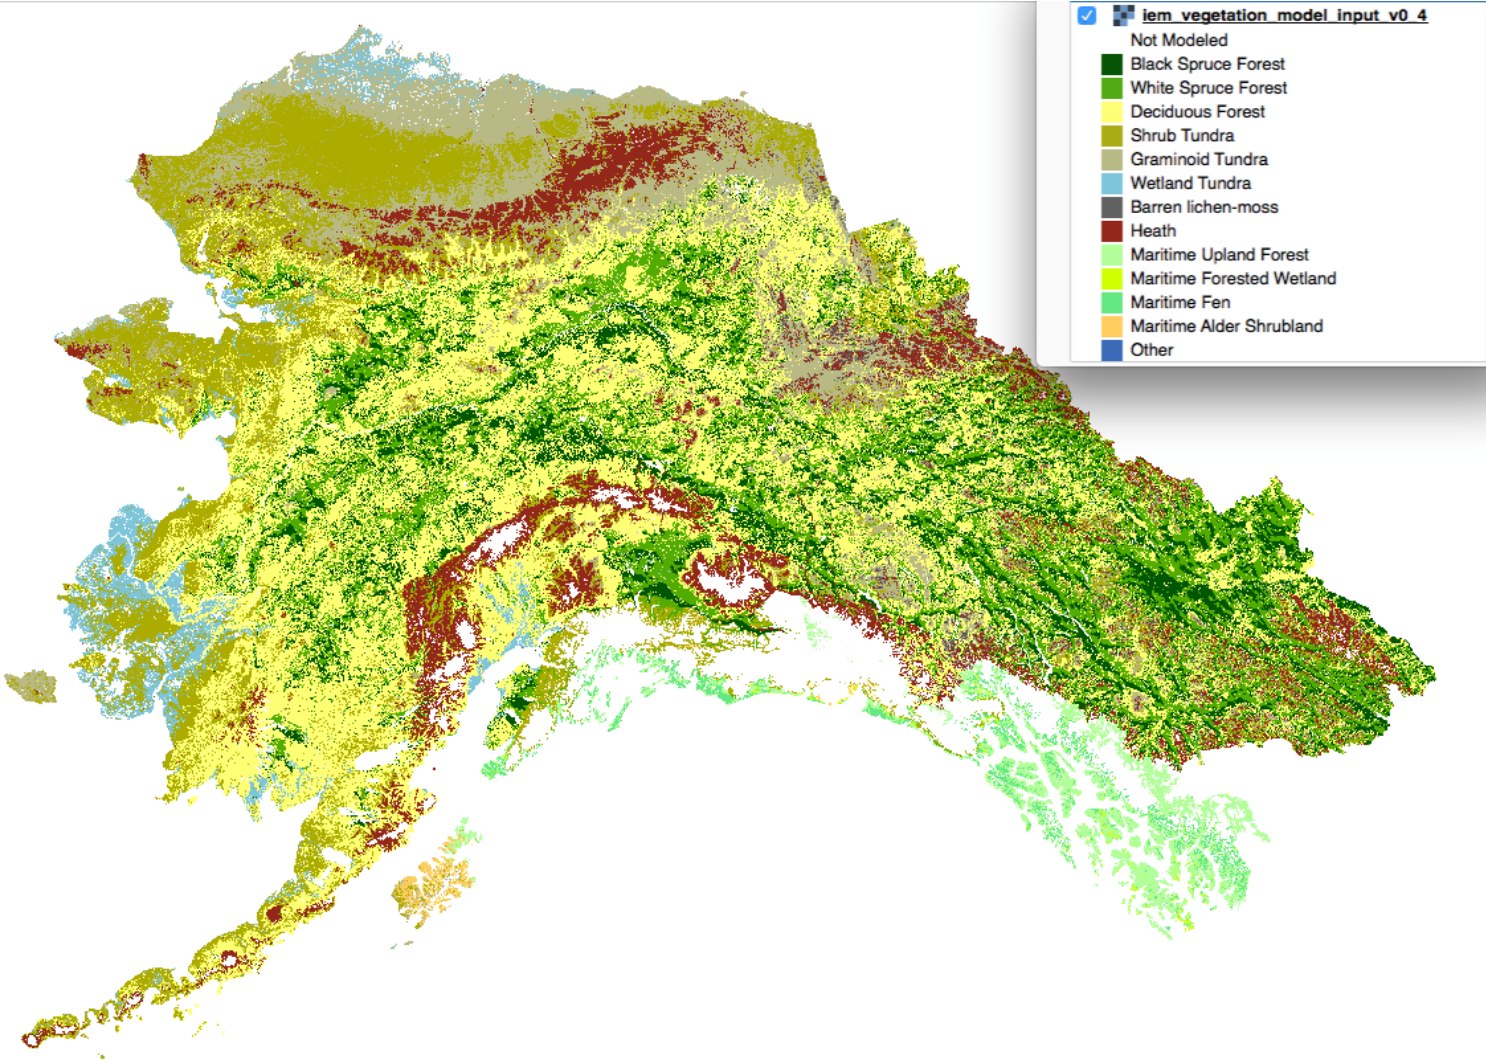 iem_vegetation_model_input_v0_4
Not Modeled
Black Spruce Forest
White Spruce Forest
Deciduous Forest
Shrub Tundra
Graminoid Tundra
Wetland Tundra
Barren lichen-moss
Heath
Maritime Upland Forest
Maritime Forested Wetland
Maritime Fen
Maritime Alder Shrubland
Other